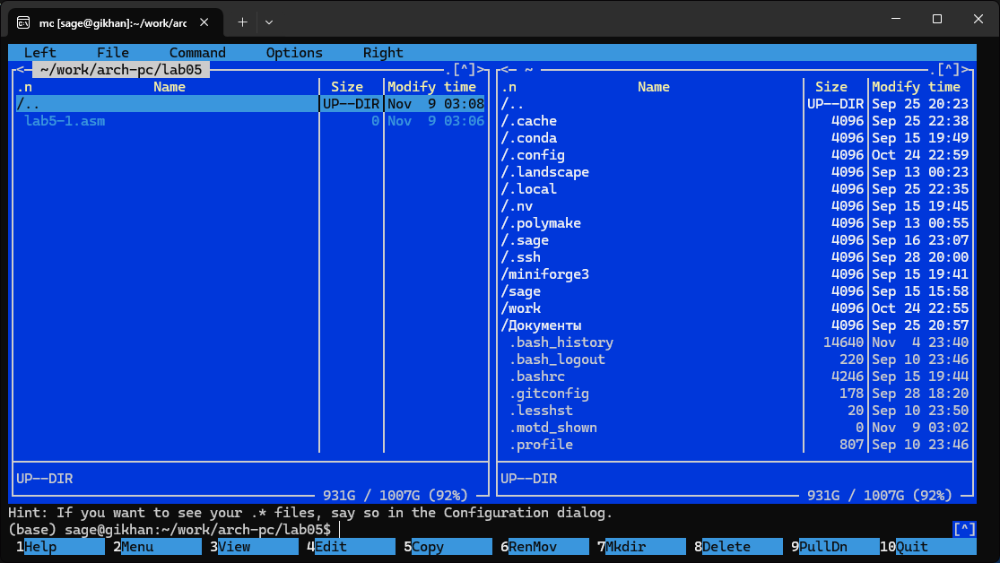 mc [sage@gikhan]:~/work/arc
Left File Command Options Right
<- ~/work/arch-pc/lab05 .[^]>
.n Name Size Modify time
/.. UP--DIR Nov 9 03:08
lab5-1.asm 0 Nov 9 03:06
UP--DIR
931G / 1007G (92%)
<- ~ .[^]>
.n Name Size Modify time
/.. UP--DIR Sep 25 20:23
/.cache 4096 Sep 25 22:38
/.conda 4096 Sep 15 19:49
/.config 4096 Oct 24 22:59
/.landscape 4096 Sep 13 00:23
/.local 4096 Sep 25 22:35
/.nv 4096 Sep 15 19:45
/.polymake 4096 Sep 13 00:55
/.sage 4096 Sep 16 23:07
/.ssh 4096 Sep 28 20:00
/miniforge3 4096 Sep 15 19:41
/sage 4096 Sep 15 15:58
/work 4096 Oct 24 22:55
/Документы 4096 Sep 25 20:57
.bash_history 14640 Nov 4 23:40
.bash_logout 220 Sep 10 23:46
.bashrc 4246 Sep 15 19:44
.gitconfig 178 Sep 28 18:20
.lesshst 20 Sep 10 23:50
.motd_shown 0 Nov 9 03:02
.profile 807 Sep 10 23:46
UP--DIR
931G / 1007G (92%)
Hint: If you want to see your .* files, say so in the Configuration dialog.
(base) sage@gikhan:~/work/arch-pc/lab05$ [^]
1Help 2Menu 3View 4Edit 5Copy 6RenMov 7Mkdir 8Delete 9PullDn 10Quit